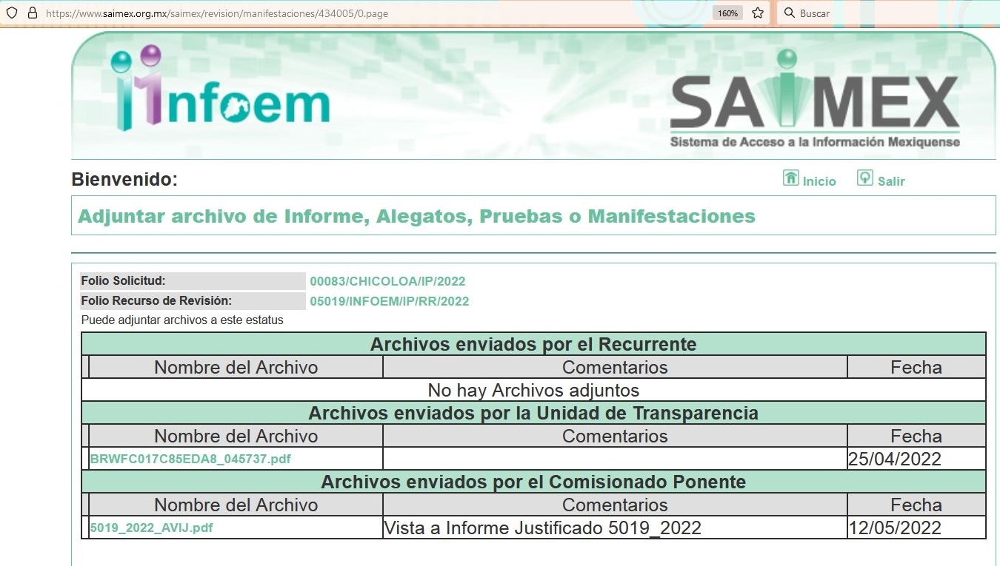 https://www.saimex.org.mx/saimex/revision/manifestaciones/434005/0.page 160% Buscar
infoem
SAIMEX
Sistema de Acceso a la Información Mexiquense
Bienvenido: Inicio Salir
Adjuntar archivo de Informe, Alegatos, Pruebas o Manifestaciones
Folio Solicitud: 00083/CHICOLOA/IP/2022
Folio Recurso de Revisión: 05019/INFOEM/IP/RR/2022
Puede adjuntar archivos a este estatus
Archivos enviados por el Recurrente
Nombre del Archivo Comentarios Fecha
No hay Archivos adjuntos
Archivos enviados por la Unidad de Transparencia
Nombre del Archivo Comentarios Fecha
BRWFC017C85EDA8_045737.pdf 25/04/2022
Archivos enviados por el Comisionado Ponente
Nombre del Archivo Comentarios Fecha
5019_2022_AVIJ.pdf Vista a Informe Justificado 5019_2022 12/05/2022